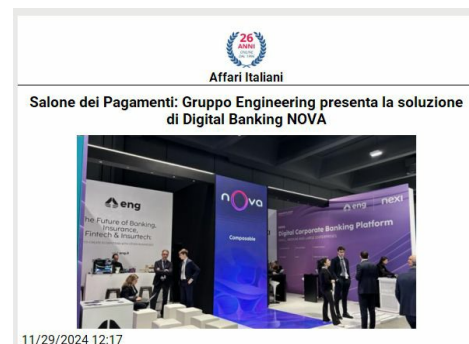 26
ANNI
Affari Italiani
Salone dei Pagamenti: Gruppo Engineering presenta la soluzione
di Digital Banking NOVA
eng
The Future of Banking,
Insurance,
Fintech & Insurtech:
nova
Composable
eng nexi
Digital Corporate Banking Platform
11/29/2024 12:17